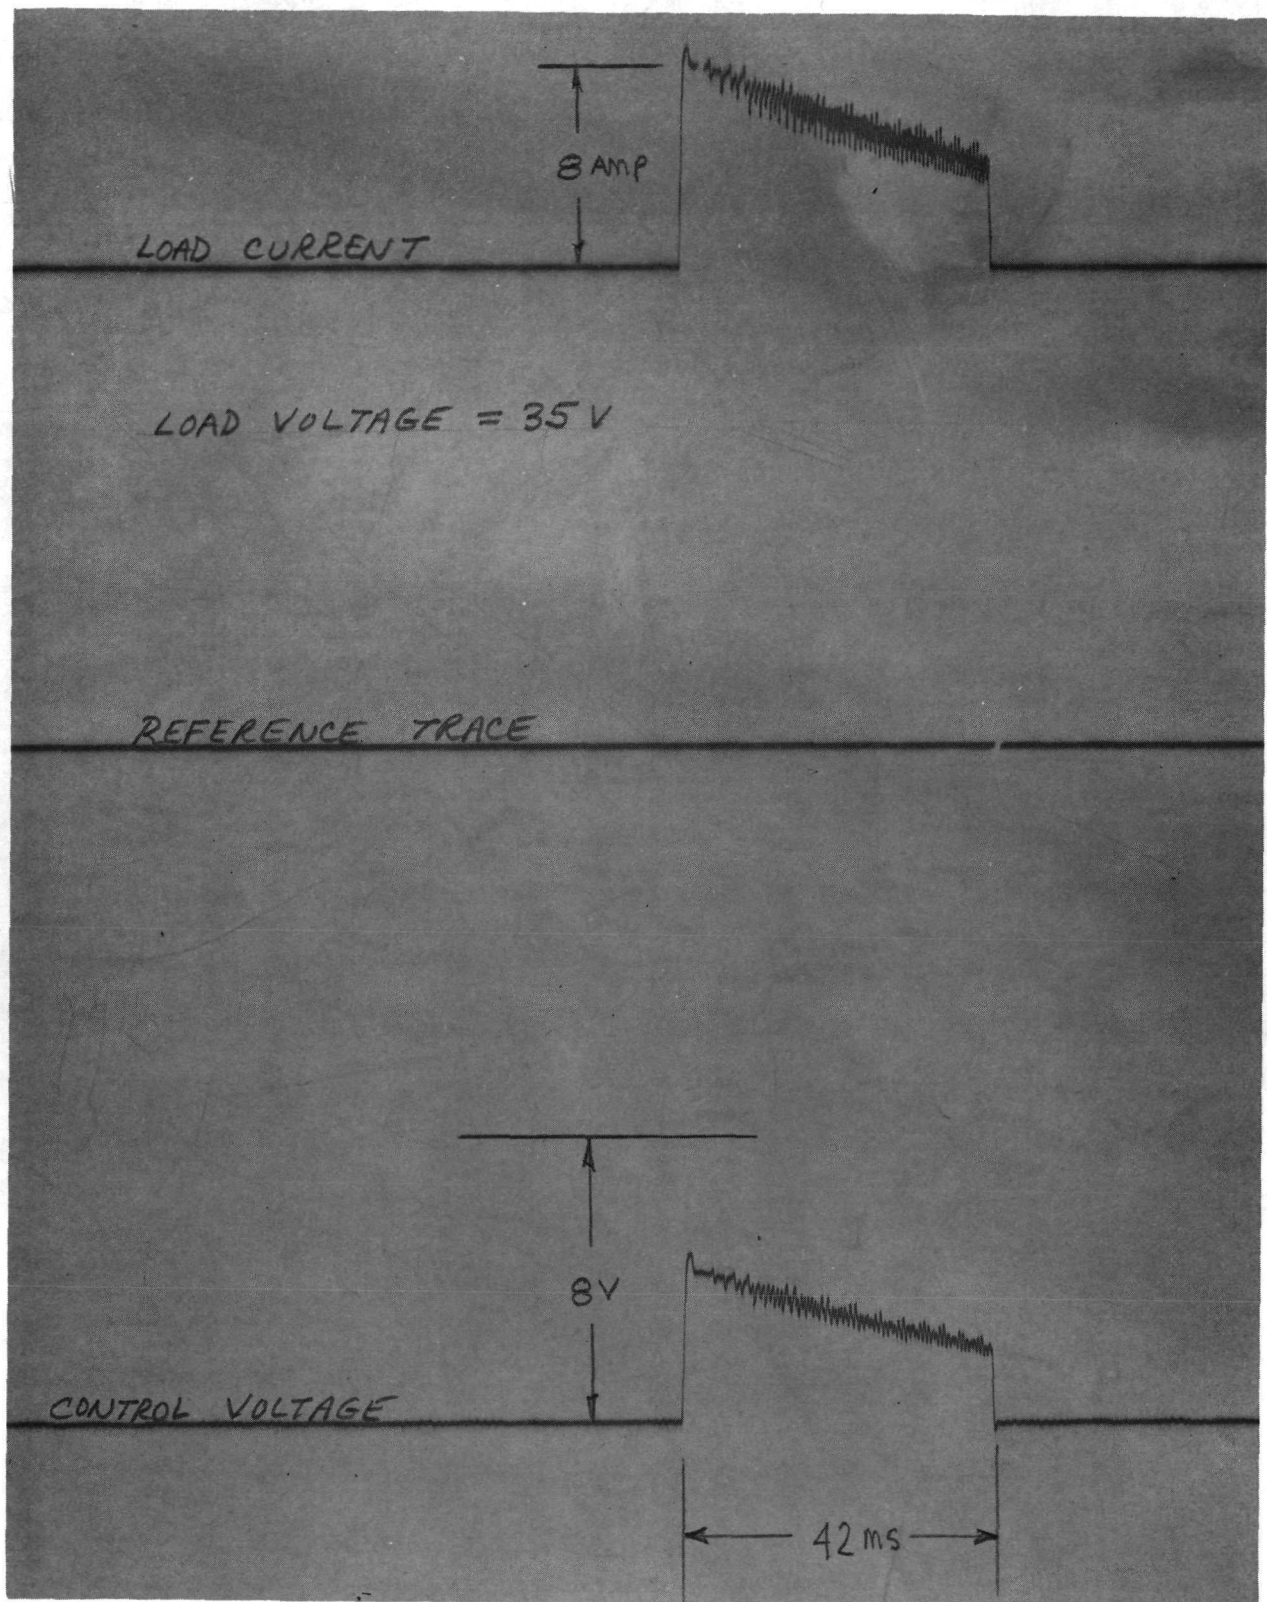 8 AMP
LOAD CURRENT
LOAD VOLTAGE = 35 V
REFERENCE TRACE
8V
CONTROL VOLTAGE
42 ms